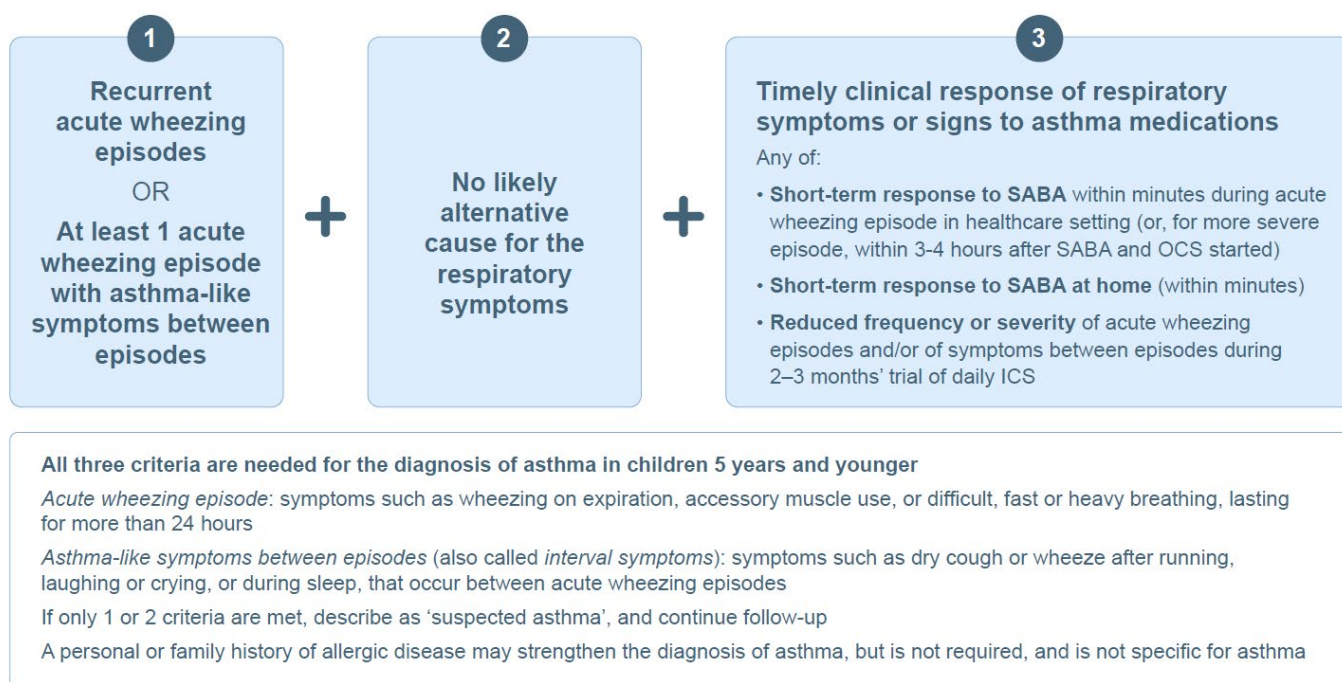 1
Recurrent
acute wheezing
episodes
OR
At least 1 acute
wheezing episode
with asthma-like
symptoms between
episodes
+
2
No likely
alternative
cause for the
respiratory
symptoms
+
3
Timely clinical response of respiratory
symptoms or signs to asthma medications
Any of:
• Short-term response to SABA within minutes during acute
wheezing episode in healthcare setting (or, for more severe
episode, within 3-4 hours after SABA and OCS started)
• Short-term response to SABA at home (within minutes)
• Reduced frequency or severity of acute wheezing
episodes and/or of symptoms between episodes during
2–3 months’ trial of daily ICS
All three criteria are needed for the diagnosis of asthma in children 5 years and younger
Acute wheezing episode: symptoms such as wheezing on expiration, accessory muscle use, or difficult, fast or heavy breathing, lasting
for more than 24 hours
Asthma-like symptoms between episodes (also called interval symptoms): symptoms such as dry cough or wheeze after running,
laughing or crying, or during sleep, that occur between acute wheezing episodes
If only 1 or 2 criteria are met, describe as ‘suspected asthma’, and continue follow-up
A personal or family history of allergic disease may strengthen the diagnosis of asthma, but is not required, and is not specific for asthma